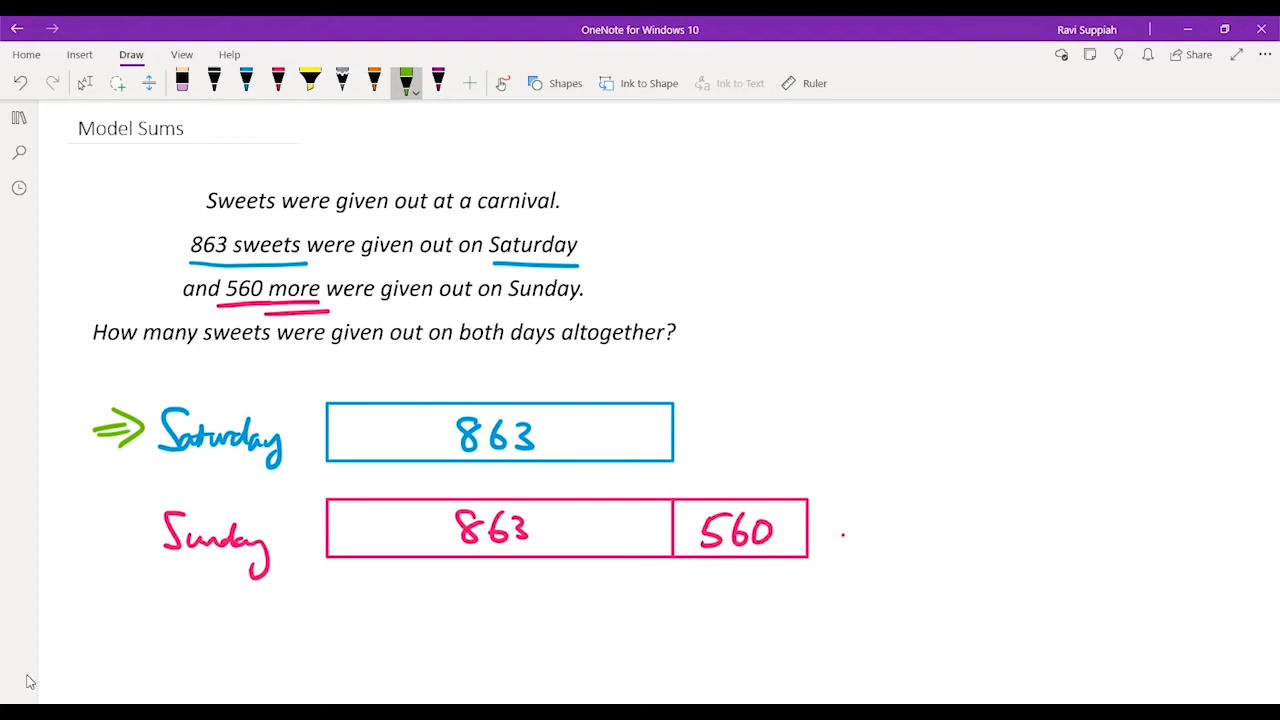 OneNote for Windows 10
Ravi Suppiah
Home Insert Draw View Help
Share
Shapes Ink to Shape Ink to Text Ruler
Model Sums
Sweets were given out at a carnival.
863 sweets were given out on Saturday
and 560 more were given out on Sunday.
How many sweets were given out on both days altogether?
Saturday 863
Sunday 863 560